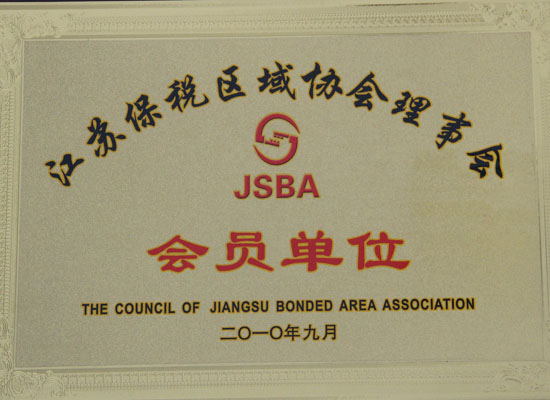 江苏保税区域协会理事会
JSBA
会员单位
THE COUNCIL OF JIANGSU BONDED AREA ASSOCIATION
二〇一〇年九月